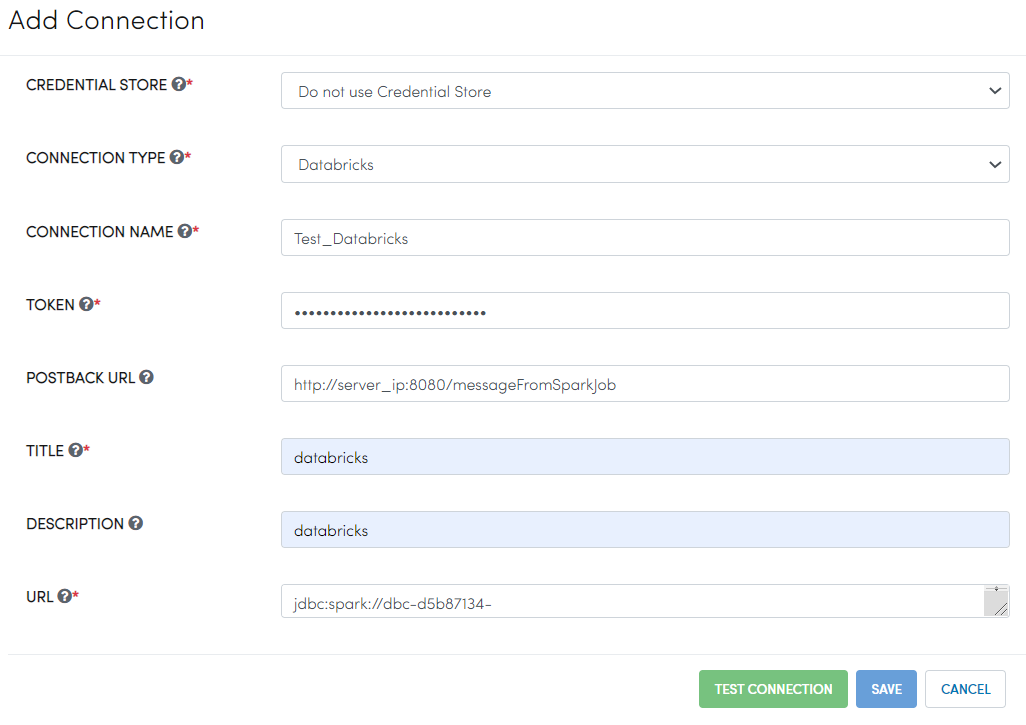 Add Connection
CREDENTIAL STORE ?* Do not use Credential Store
CONNECTION TYPE ?* Databricks
CONNECTION NAME ?* Test_Databricks
TOKEN ?* •••••••••••••••••••••••••••
POSTBACK URL ? http://server_ip:8080/messageFromSparkJob
TITLE ?* databricks
DESCRIPTION ? databricks
URL ?* jdbc:spark://dbc-d5b87134-
TEST CONNECTION SAVE CANCEL